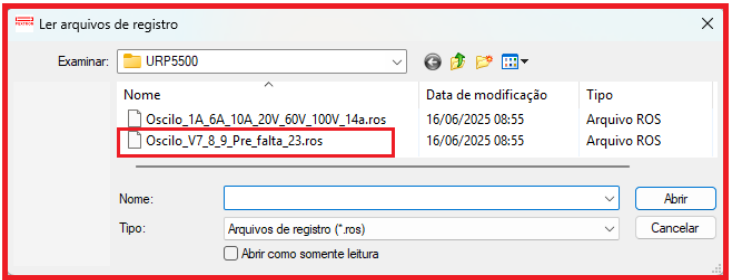 Ler arquivos de registro
Examinar: URP5500
Nome Data de modificação Tipo
Oscilo_1A_6A_10A_20V_60V_100V_14a.ros 16/06/2025 08:55 Arquivo ROS
Oscilo_V7_8_9_Pre_falta_23.ros 16/06/2025 08:55 Arquivo ROS
Nome: Abrir
Tipo: Arquivos de registro (*.ros) Cancelar
Abrir como somente leitura